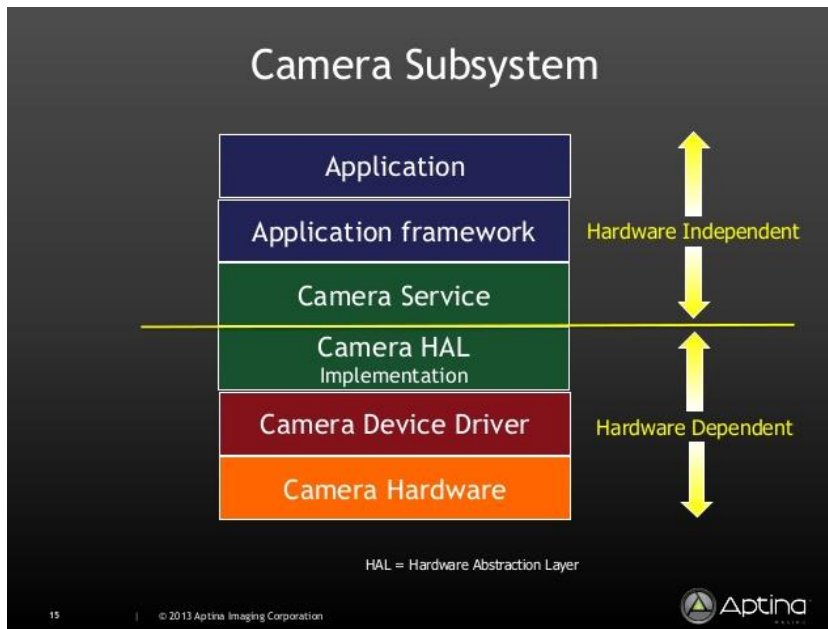 Camera Subsystem
Application
Application framework
Hardware Independent
Camera Service
Camera HAL
Implementation
Camera Device Driver
Hardware Dependent
Camera Hardware
HAL = Hardware Abstraction Layer
15 | © 2013 Aptina Imaging Corporation
Aptina